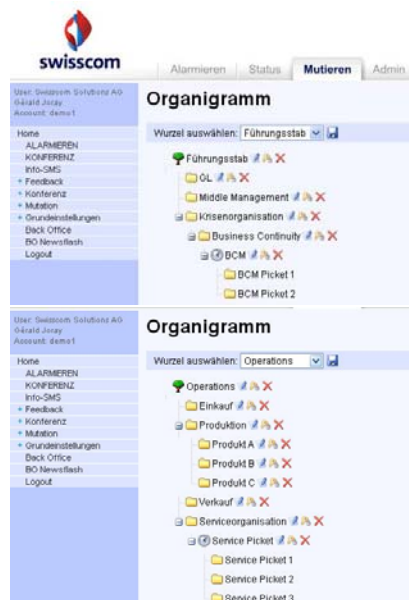 swisscom
Alarmieren Status Mutieren Admin
User: Swisscom Solutions AG
Gérald Joray
Account: demo1
Organigramm
Home
ALARMIEREN
KONFERENZ
Info-SMS
+ Feedback
+ Konferenz
+ Mutation
+ Grundeinstellungen
Back Office
BO Newsflash
Logout
Wurzel auswählen: Führungsstab
Führungsstab
GL
Middle Management
Krisenorganisation
Business Continuity
BCM
BCM Picket 1
BCM Picket 2
User: Swisscom Solutions AG
Gérald Joray
Account: demo1
Organigramm
Home
ALARMIEREN
KONFERENZ
Info-SMS
+ Feedback
+ Konferenz
+ Mutation
+ Grundeinstellungen
Back Office
BO Newsflash
Logout
Wurzel auswählen: Operations
Operations
Einkauf
Produktion
Produkt A
Produkt B
Produkt C
Verkauf
Serviceorganisation
Service Picket
Service Picket 1
Service Picket 2
Service Picket 3